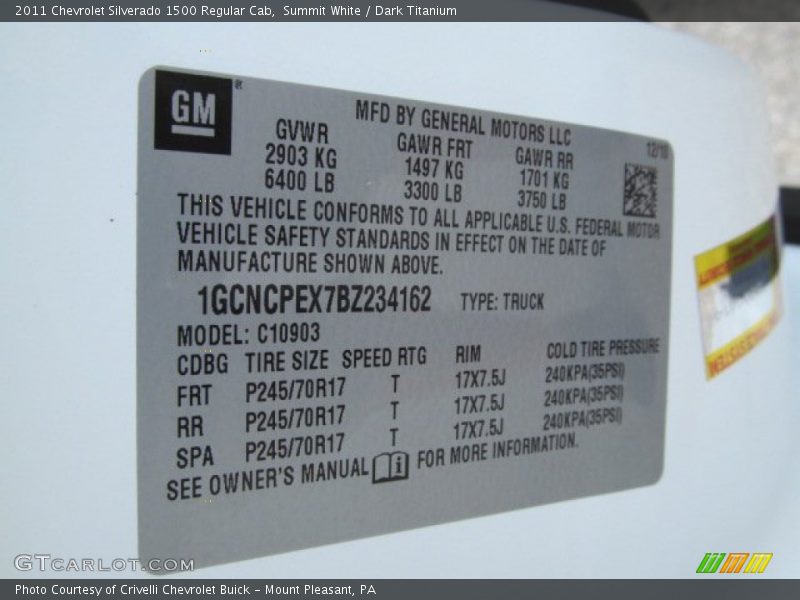 2011 Chevrolet Silverado 1500 Regular Cab,  Summit White / Dark Titanium
GM®
MFD BY GENERAL MOTORS LLC
12/10
GVWR GAWR FRT GAWR RR
2903 KG 1497 KG 1701 KG
6400 LB 3300 LB 3750 LB
THIS VEHICLE CONFORMS TO ALL APPLICABLE U.S. FEDERAL MOTOR
VEHICLE SAFETY STANDARDS IN EFFECT ON THE DATE OF
MANUFACTURE SHOWN ABOVE.
1GCNCPEX7BZ234162 TYPE: TRUCK
MODEL: C10903
CDBG TIRE SIZE SPEED RTG RIM COLD TIRE PRESSURE
FRT P245/70R17 T 17X7.5J 240KPA(35PSI)
RR P245/70R17 T 17X7.5J 240KPA(35PSI)
SPA P245/70R17 T 17X7.5J 240KPA(35PSI)
SEE OWNER'S MANUAL i FOR MORE INFORMATION.
GTCARLOT.COM
Photo Courtesy of Crivelli Chevrolet Buick – Mount Pleasant, PA